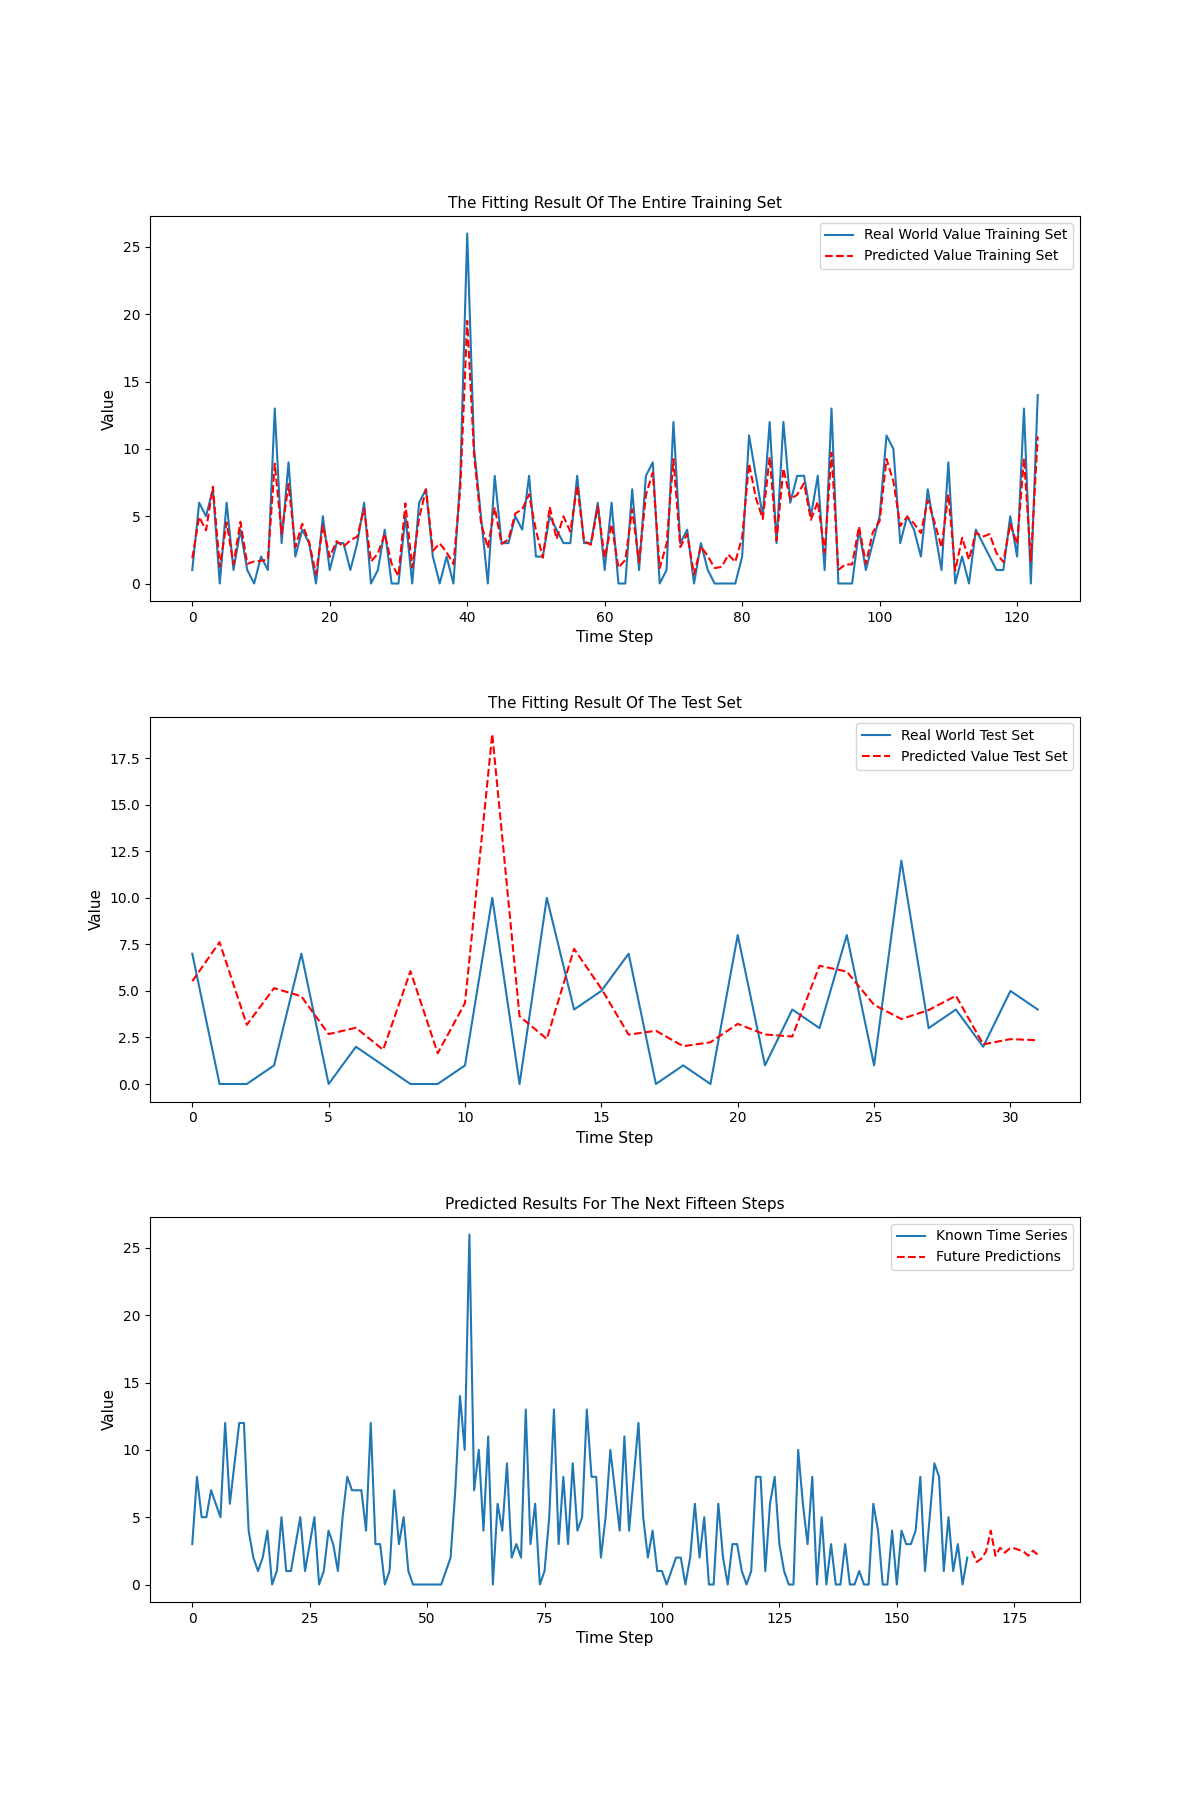 The Fitting Result Of The Entire Training Set
Real World Value Training Set
Predicted Value Training Set
Value
25
20
15
10
5
0
0 20 40 60 80 100 120
Time Step
The Fitting Result Of The Test Set
Real World Test Set
Predicted Value Test Set
Value
17.5
15.0
12.5
10.0
7.5
5.0
2.5
0.0
0 5 10 15 20 25 30
Time Step
Predicted Results For The Next Fifteen Steps
Known Time Series
Future Predictions
Value
25
20
15
10
5
0
0 25 50 75 100 125 150 175
Time Step